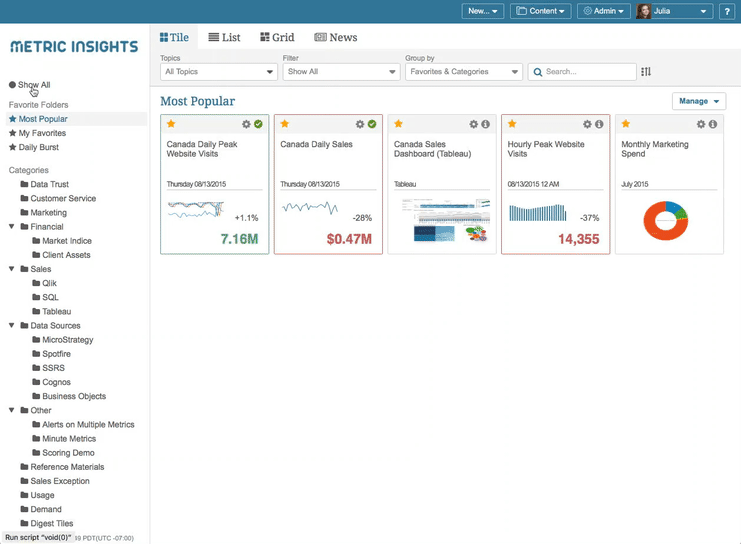 New...
Content
Admin
Julia
?
METRIC INSIGHTS
Tile
List
Grid
News
Topics
All Topics
Filter
Show All
Group by
Favorites & Categories
Search...
Show All
Favorite Folders
Most Popular
My Favorites
Daily Burst
Categories
Data Trust
Customer Service
Marketing
Financial
Market Indice
Client Assets
Sales
Qlik
SQL
Tableau
Data Sources
MicroStrategy
Spotfire
SSRS
Cognos
Business Objects
Other
Alerts on Multiple Metrics
Minute Metrics
Scoring Demo
Reference Materials
Sales Exception
Usage
Demand
Digest Tiles
Run script "void(0)"
49 PDT(UTC -07:00)
Most Popular
Manage
Canada Daily Peak
Website Visits
Thursday 08/13/2015
+1.1%
7.16M
Canada Daily Sales
Thursday 08/13/2015
-28%
$0.47M
Canada Sales
Dashboard (Tableau)
Tableau
Hourly Peak Website
Visits
08/13/2015 12 AM
-37%
14,355
Monthly Marketing
Spend
July 2015